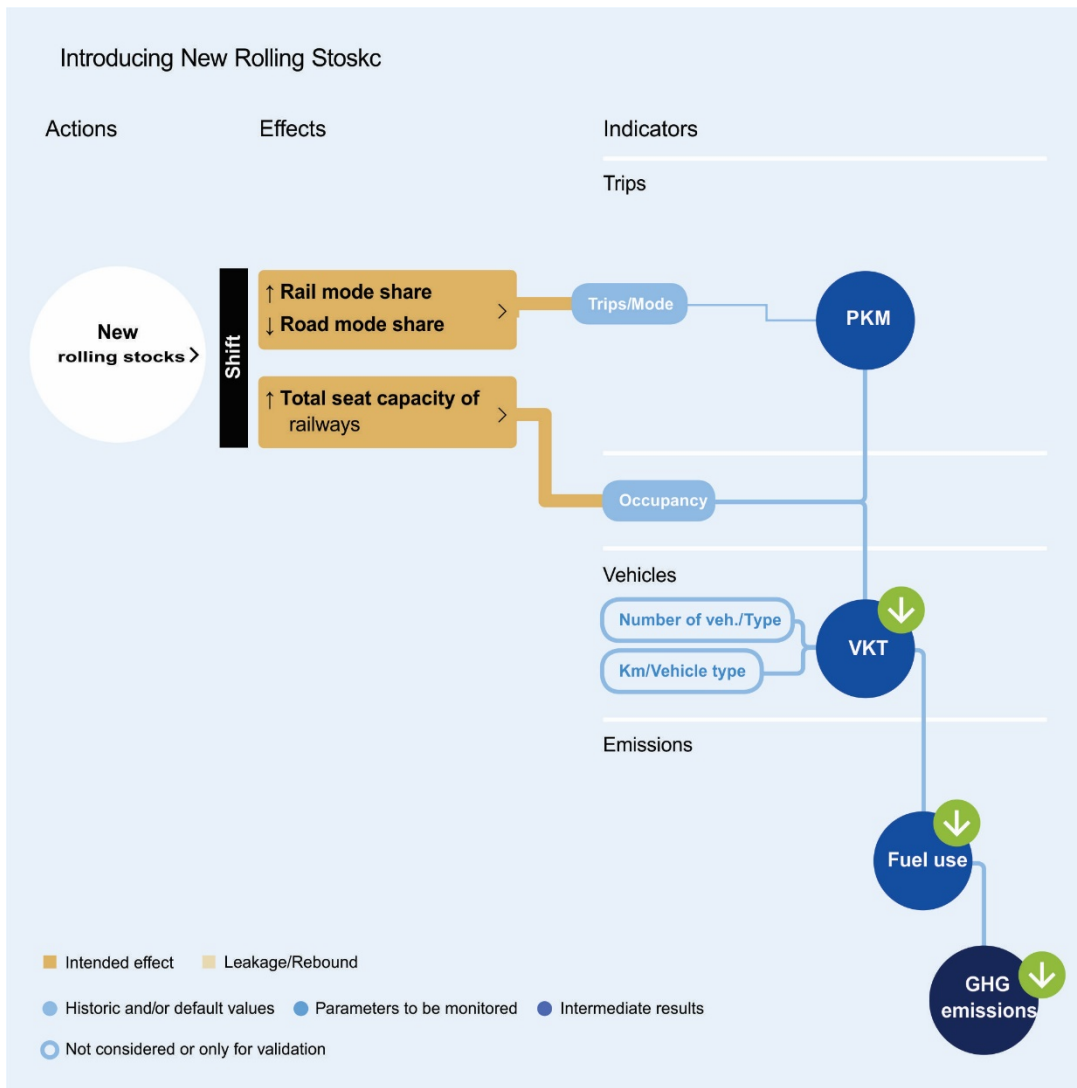 Introducing New Rolling Stoskc
Actions
Effects
Indicators
Trips
New
rolling stocks >
Shift
↑ Rail mode share
↓ Road mode share
↑ Total seat capacity of
railways
Trips/Mode
PKM
Occupancy
Vehicles
Number of veh./Type
Km/Vehicle type
VKT
Emissions
Fuel use
GHG
emissions
Intended effect
Leakage/Rebound
Historic and/or default values
Parameters to be monitored
Intermediate results
Not considered or only for validation